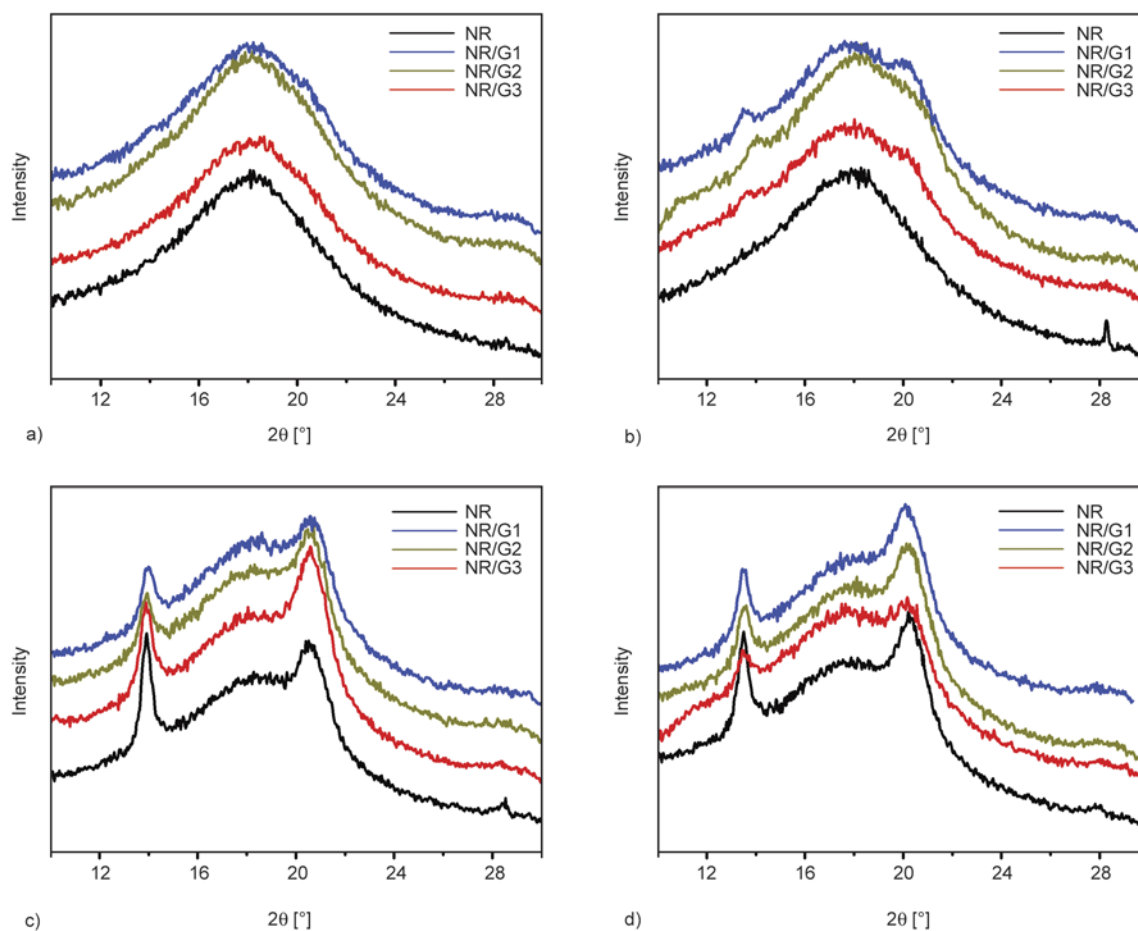 NR
NR/G1
NR/G2
NR/G3
Intensity
12 16 20 24 28
2θ [°]
a)
NR
NR/G1
NR/G2
NR/G3
Intensity
12 16 20 24 28
2θ [°]
b)
NR
NR/G1
NR/G2
NR/G3
Intensity
12 16 20 24 28
2θ [°]
c)
NR
NR/G1
NR/G2
NR/G3
Intensity
12 16 20 24 28
2θ [°]
d)